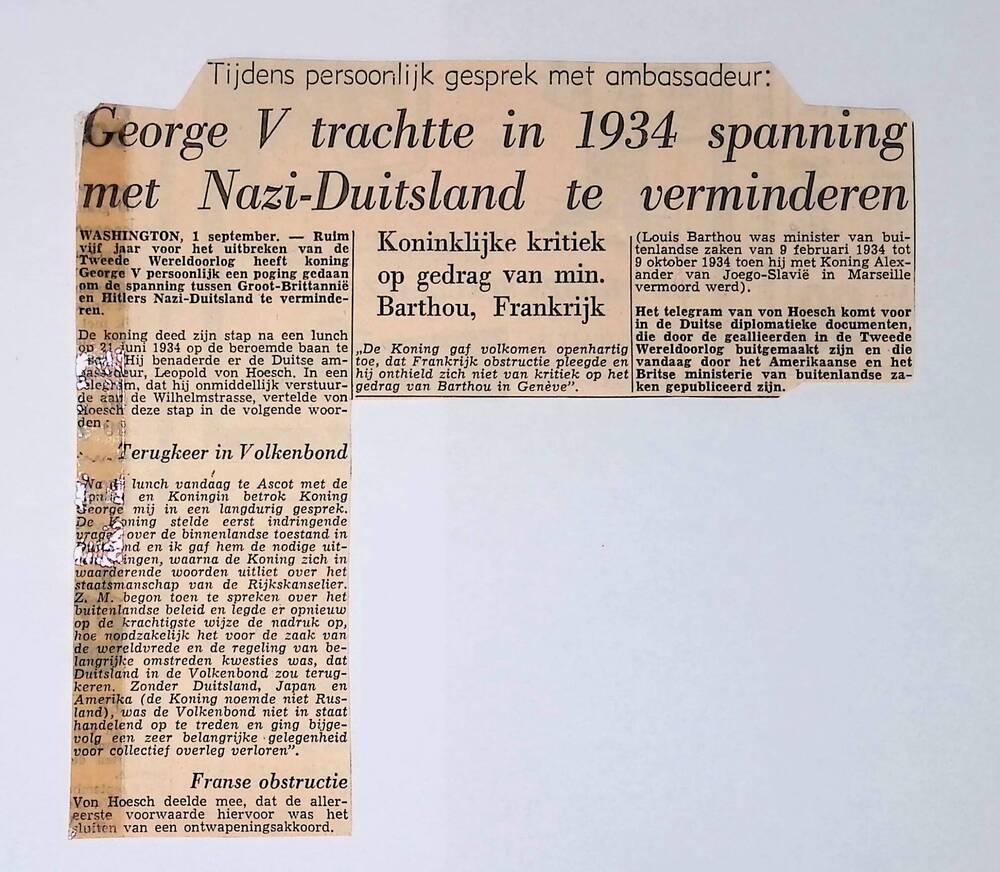 Tijdens persoonlijk gesprek met ambassadeur:
George V trachtte in 1934 spanning
met Nazi-Duitsland te verminderen
WASHINGTON, 1 september. — Ruim
vijf jaar voor het uitbreken van de
Tweede Wereldoorlog heeft koning
George V persoonlijk een poging gedaan
om de spanning tussen Groot-Brittannië
en Hitlers Nazi-Duitsland te verminde-
ren.
De koning deed zijn stap na een lunch
op 21 juni 1934 op de beroemde baan te
Hij benaderde er de Duitse am-
bassadeur, Leopold von Hoesch. In een
telegram, dat hij onmiddellijk verstuur-
de aan de Wilhelmstrasse, vertelde von
Hoesch deze stap in de volgende woor-
den:
Terugkeer in Volkenbond
„Na de lunch vandaag te Ascot met de
Koning en Koningin betrok Koning
George mij in een langdurig gesprek.
De Koning stelde eerst indringende
vragen over de binnenlandse toestand in
Duitsland en ik gaf hem de nodige uit-
ingen, waarna de Koning zich in
waarderende woorden uitliet over het
staatsmanschap van de Rijkskanselier.
Z. M. begon toen te spreken over het
buitenlandse beleid en legde er opnieuw
op de krachtigste wijze de nadruk op,
hoe noodzakelijk het voor de zaak van
de wereldvrede en de regeling van be-
langrijke omstreden kwesties was, dat
Duitsland in de Volkenbond zou terug-
keren. Zonder Duitsland, Japan en
Amerika (de Koning noemde niet Rus-
land), was de Volkenbond niet in staat
handelend op te treden en ging bijge-
volg een zeer belangrijke gelegenheid
voor collectief overleg verloren”.
Franse obstructie
Von Hoesch deelde mee, dat de aller-
eerste voorwaarde hiervoor was het
sluiten van een ontwapeningsakkoord.
Koninklijke kritiek
op gedrag van min.
Barthou, Frankrijk
„De Koning gaf volkomen openhartig
toe, dat Frankrijk obstructie pleegde en
hij onthield zich niet van kritiek op het
gedrag van Barthou in Genève”.
(Louis Barthou was minister van bui-
tenlandse zaken van 9 februari 1934 tot
9 oktober 1934 toen hij met Koning Alex-
ander van Joego-Slavië in Marseille
vermoord werd).
Het telegram van von Hoesch komt voor
in de Duitse diplomatieke documenten,
die door de geallieerden in de Tweede
Wereldoorlog buitgemaakt zijn en die
vandaag door het Amerikaanse en het
Britse ministerie van buitenlandse za-
ken gepubliceerd zijn.